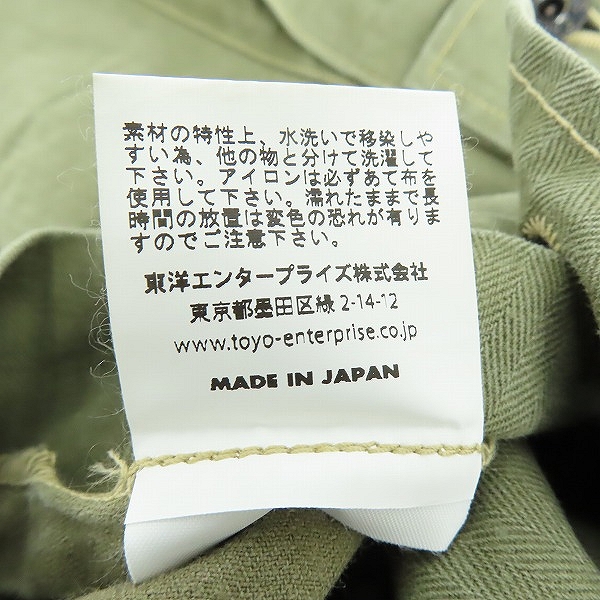 素材の特性上、水洗いで移染しや
すい為、他の物と分けて洗濯して
下さい。アイロンは必ずあて布を
使用して下さい。濡れたままで長
時間の放置は変色の恐れが有りま
すのでご注意下さい。
東洋エンタープライズ株式会社
東京都墨田区緑 2-14-12
www.toyo-enterprise.co.jp
MADE IN JAPAN